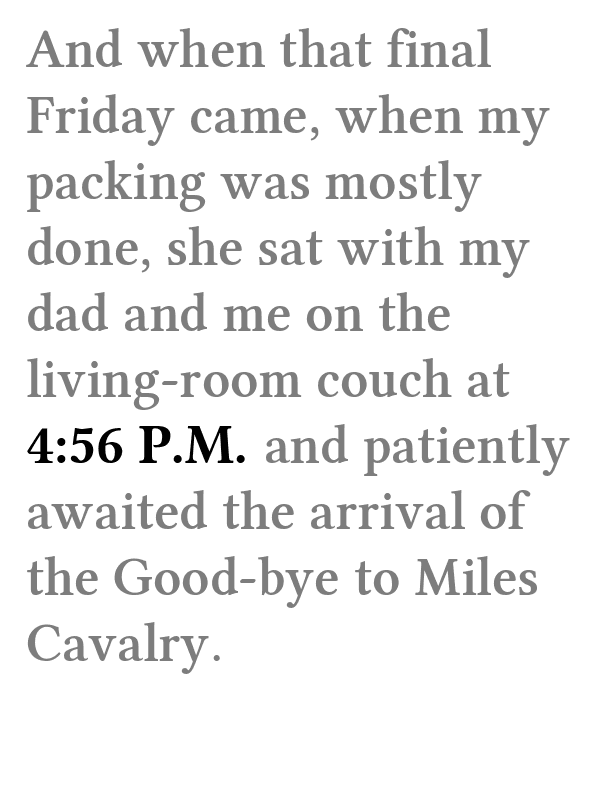 And when that final
Friday came, when my
packing was mostly
done, she sat with my
dad and me on the
living-room couch at
4:56 P.M. and patiently
awaited the arrival of
the Good-bye to Miles
Cavalry.